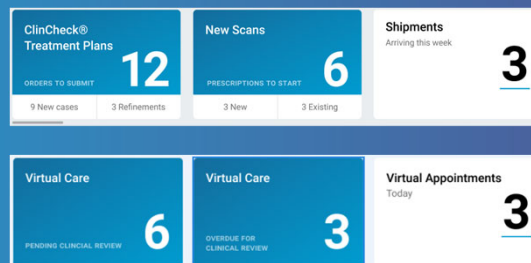 ClinCheck®
Treatment Plans
ORDERS TO SUBMIT
12
9 New cases
3 Refinements
New Scans
PRESCRIPTIONS TO START
6
3 New
3 Existing
Shipments
Arriving this week
3
Virtual Care
PENDING CLINCIAL REVIEW
6
Virtual Care
OVERDUE FOR
CLINICAL REVIEW
3
Virtual Appointments
Today
3